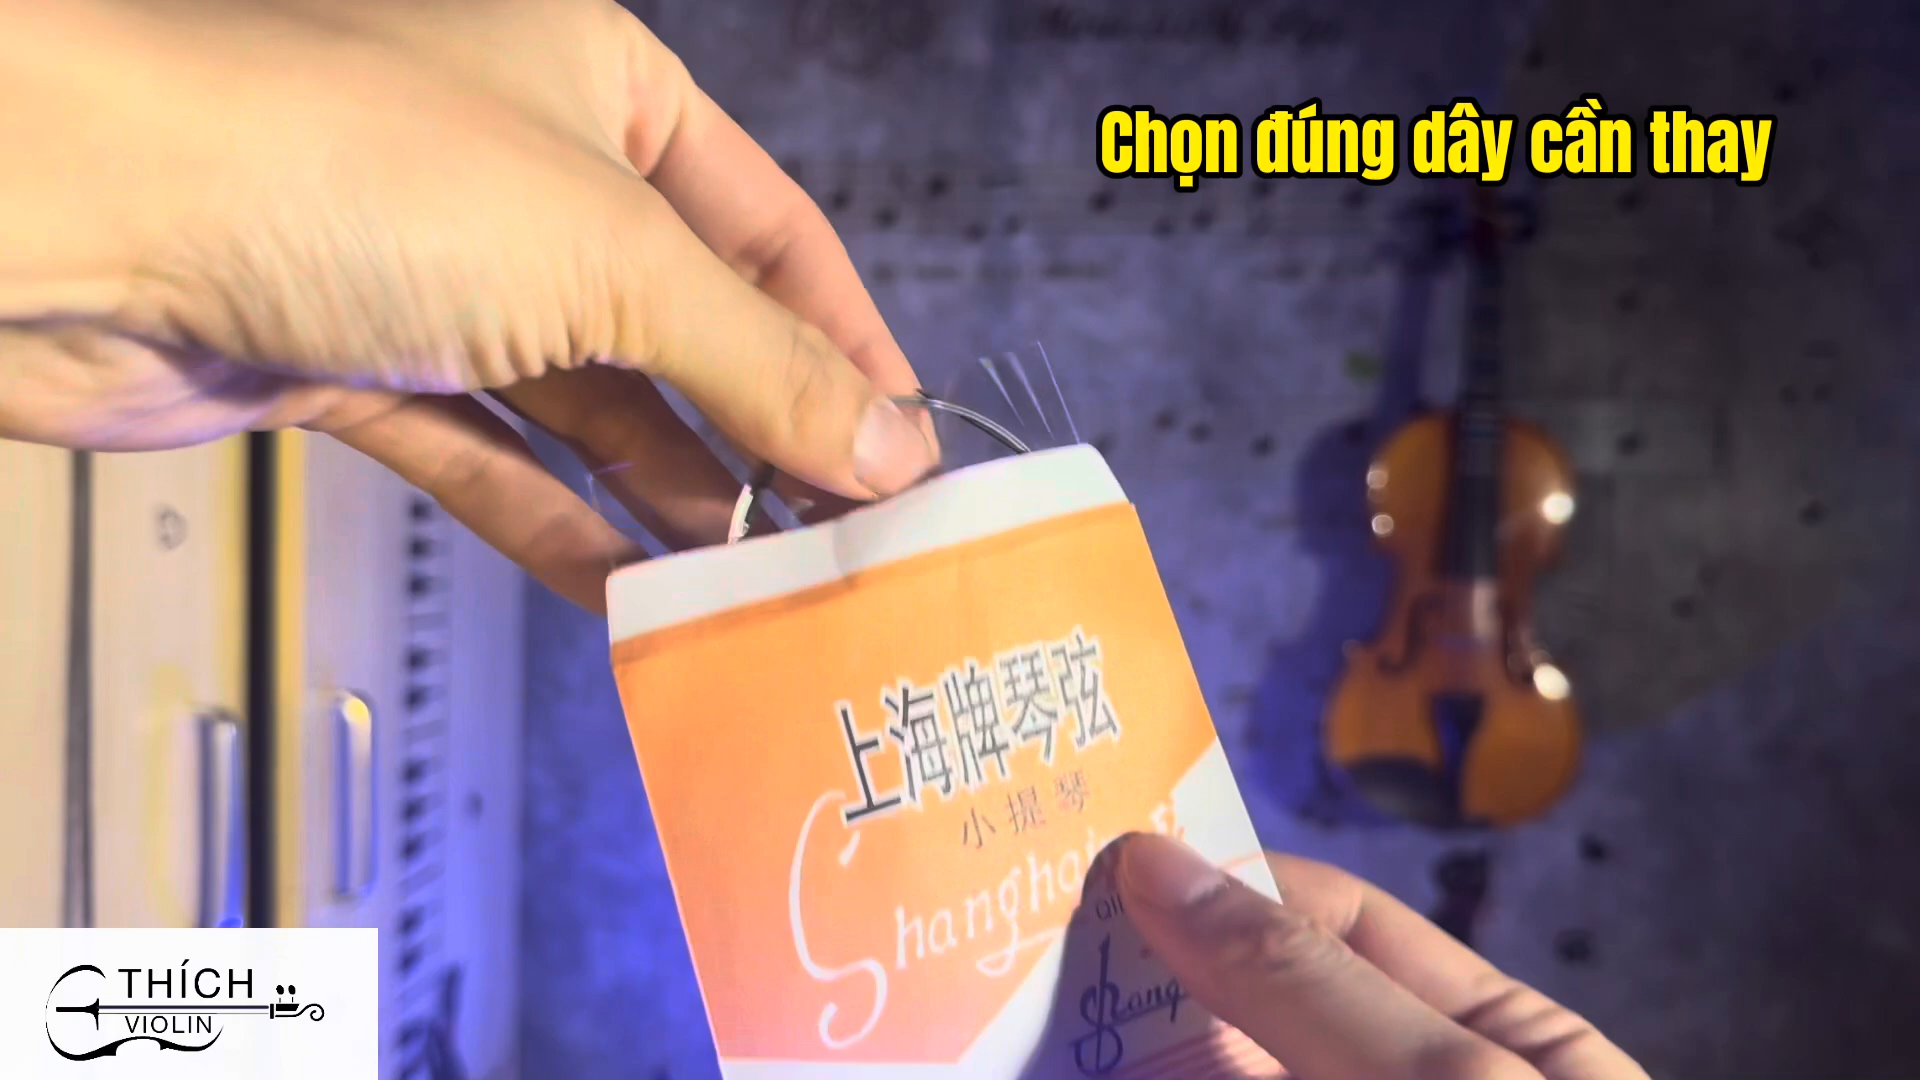 Chọn đúng dây cần thay
上海牌琴弦
小提琴
Shanghai
THÍCH
VIOLIN